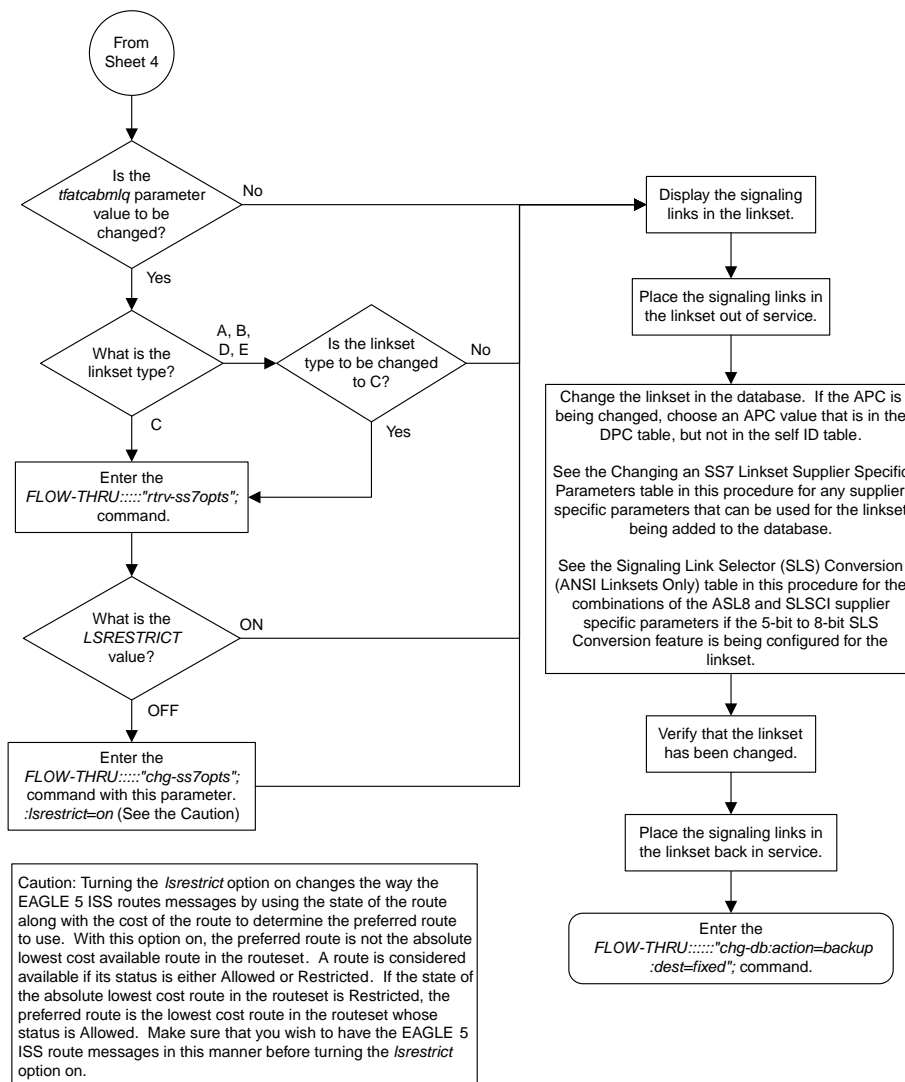 From
Sheet 4
Is the
tfatcabmlq parameter
value to be
changed?
No
Yes
What is the
linkset type?
A, B,
D, E
C
Is the linkset
type to be changed
to C?
No
Yes
Enter the
FLOW-THRU:::::"rtrv-ss7opts";
command.
What is the
LSRESTRICT
value?
ON
OFF
Enter the
FLOW-THRU:::::"chg-ss7opts";
command with this parameter.
:lsrestrict=on (See the Caution)
Display the signaling
links in the linkset.
Place the signaling links in
the linkset out of service.
Change the linkset in the database.  If the APC is
being changed, choose an APC value that is in the
DPC table, but not in the self ID table.
See the Changing an SS7 Linkset Supplier Specific
Parameters table in this procedure for any supplier
specific parameters that can be used for the linkset
being added to the database.
See the Signaling Link Selector (SLS) Conversion
(ANSI Linksets Only) table in this procedure for the
combinations of the ASL8 and SLSCI supplier
specific parameters if the 5-bit to 8-bit SLS
Conversion feature is being configured for the
linkset.
Verify that the linkset
has been changed.
Place the signaling links in
the linkset back in service.
Enter the
FLOW-THRU::::::"chg-db:action=backup
:dest=fixed"; command.
Caution: Turning the lsrestrict option on changes the way the
EAGLE 5 ISS routes messages by using the state of the route
along with the cost of the route to determine the preferred route
to use.  With this option on, the preferred route is not the absolute
lowest cost available route in the routeset.  A route is considered
available if its status is either Allowed or Restricted.  If the state of
the absolute lowest cost route in the routeset is Restricted, the
preferred route is the lowest cost route in the routeset whose
status is Allowed.  Make sure that you wish to have the EAGLE 5
ISS route messages in this manner before turning the lsrestrict
option on.